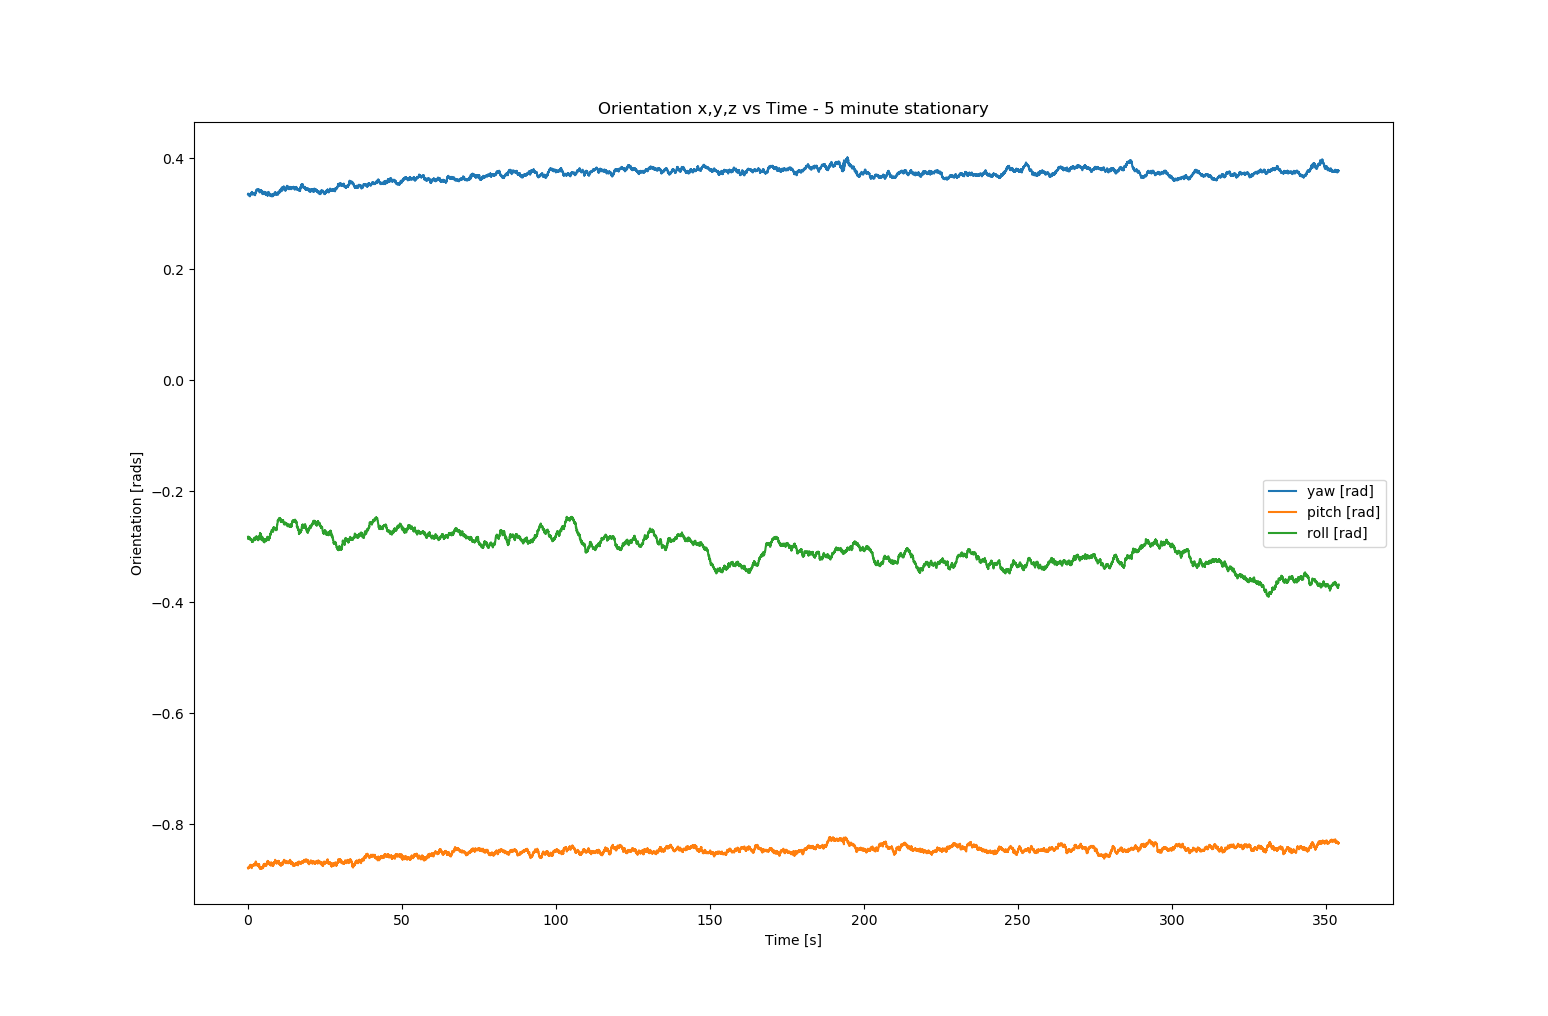 Orientation x,y,z vs Time - 5 minute stationary
0.4
0.2
0.0
−0.2
−0.4
−0.6
−0.8
Orientation [rads]
yaw [rad]
pitch [rad]
roll [rad]
0 50 100 150 200 250 300 350
Time [s]